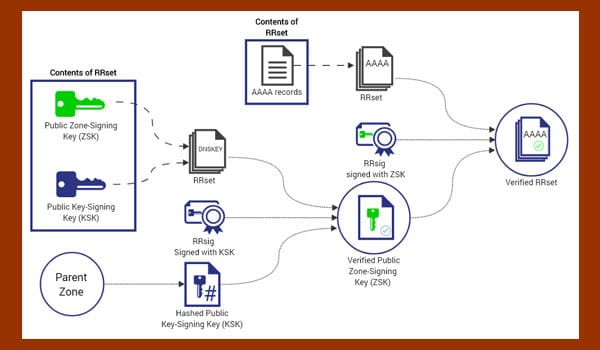 Contents of
RRset
AAAA records
AAAA
RRset
Contents of RRset
Public Zone-Signing
Key (ZSK)
Public Key-Signing
Key (KSK)
DNSKEY
RRset
RRsig
signed with ZSK
AAAA
Verified RRset
RRsig
Signed with KSK
Verified Public
Zone-Signing
Key (ZSK)
Parent
Zone
#
Hashed Public
Key-Signing Key (KSK)